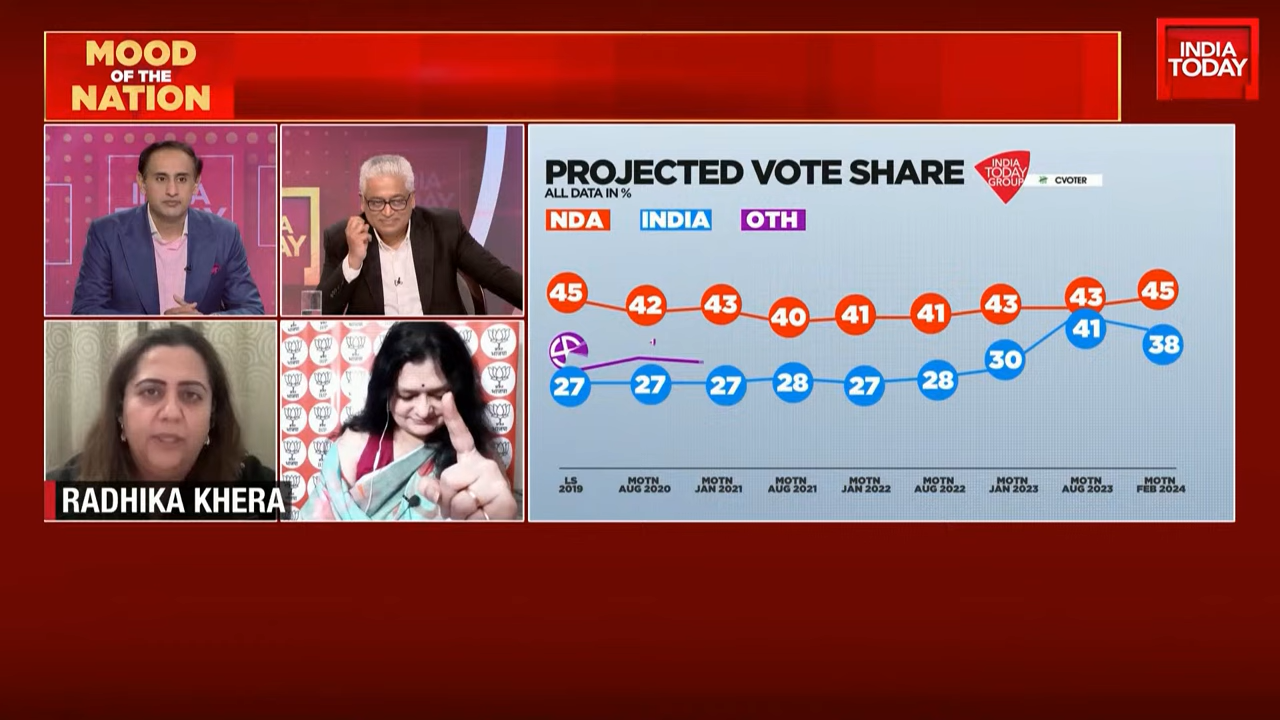 MOOD
OF THE
NATION
INDIA
TODAY
PROJECTED VOTE SHARE
ALL DATA IN %
INDIA
TODAY
GROUP
CVOTER
NDA
INDIA
OTH
45
42
43
40
41
41
43
43
45
27
27
27
28
27
28
30
41
38
LS
2019
MOTN
AUG 2020
MOTN
JAN 2021
MOTN
AUG 2021
MOTN
JAN 2022
MOTN
AUG 2022
MOTN
JAN 2023
MOTN
AUG 2023
MOTN
FEB 2024
RADHIKA KHERA